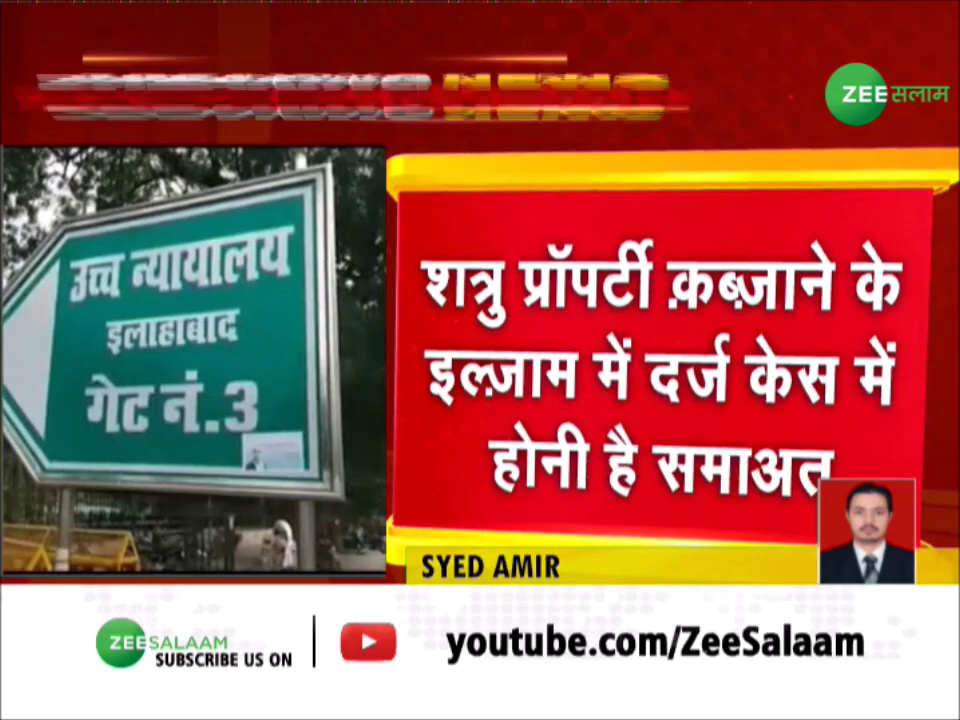 ZEE सलाम
उच्च न्यायालय
इलाहाबाद
गेट नं.3
शत्रु प्रॉपर्टी क़ब्ज़ाने के
इल्ज़ाम में दर्ज केस में
होनी है समाअत
SYED AMIR
ZEE SALAAM
SUBSCRIBE US ON
youtube.com/ZeeSalaam